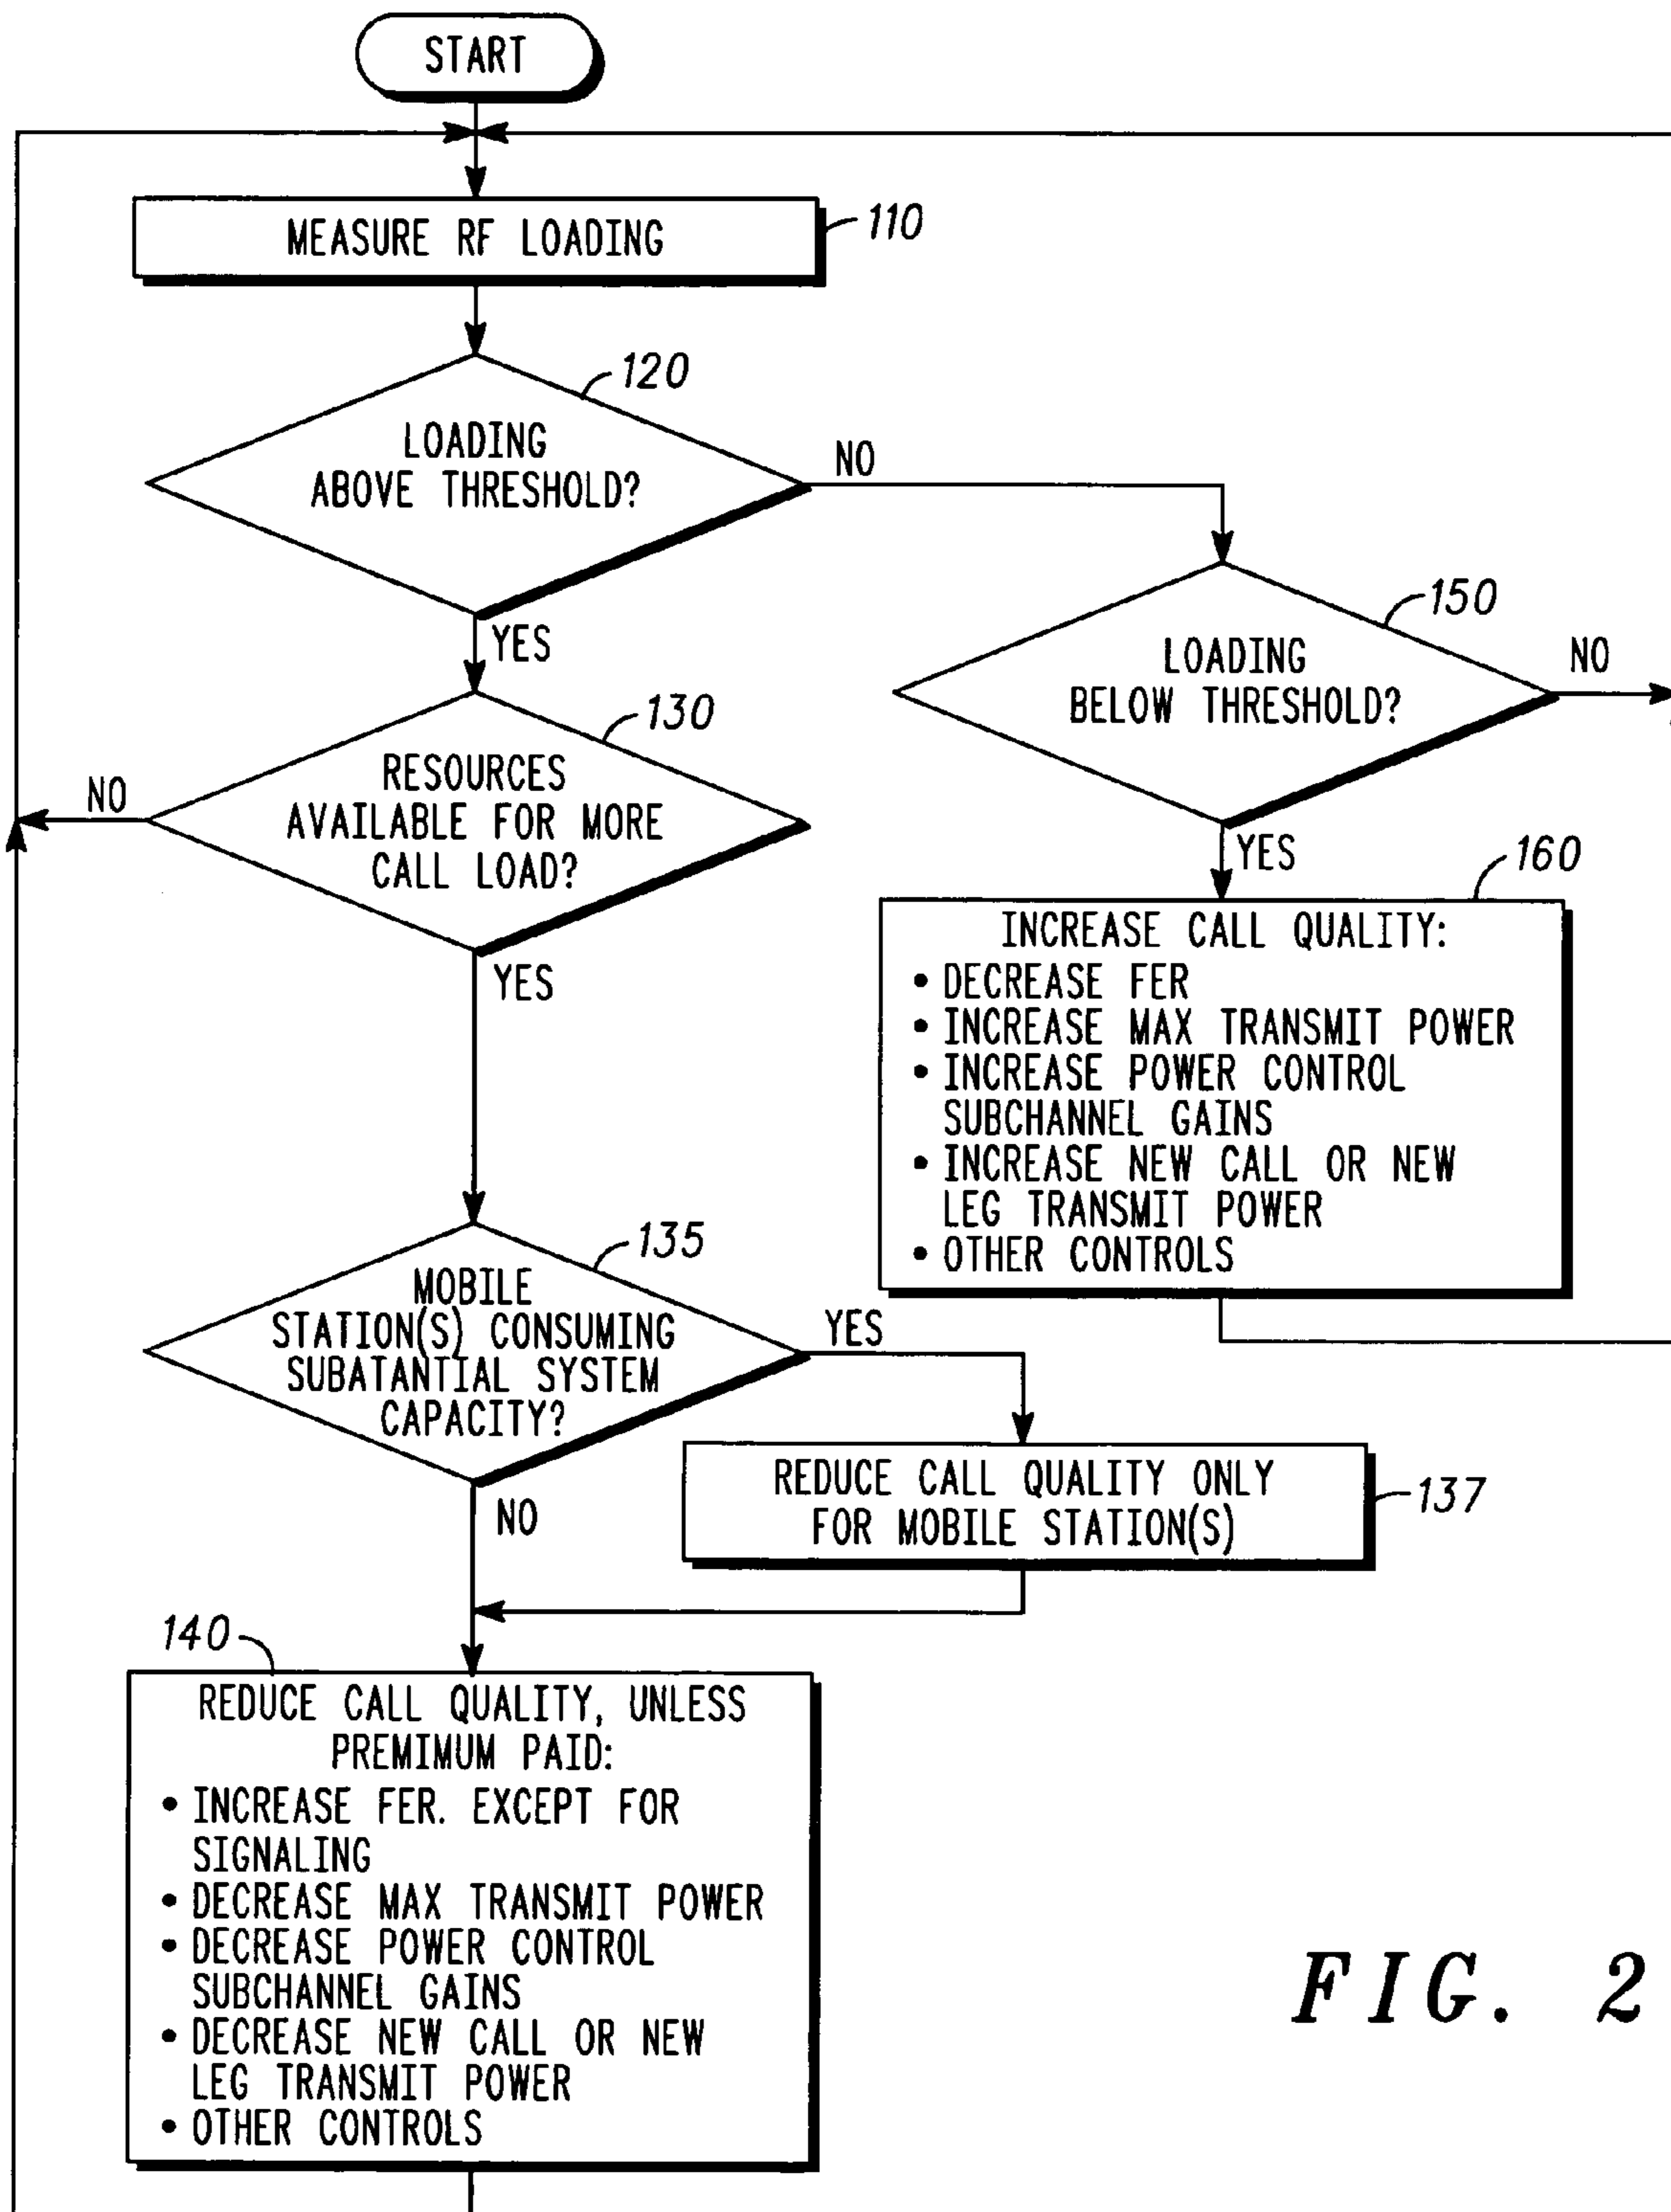 START
MEASURE RF LOADING
110
LOADING
ABOVE THRESHOLD?
120
NO
YES
LOADING
BELOW THRESHOLD?
150
NO
YES
RESOURCES
AVAILABLE FOR MORE
CALL LOAD?
130
NO
YES
INCREASE CALL QUALITY:
• DECREASE FER
• INCREASE MAX TRANSMIT POWER
• INCREASE POWER CONTROL
SUBCHANNEL GAINS
• INCREASE NEW CALL OR NEW
LEG TRANSMIT POWER
• OTHER CONTROLS
160
MOBILE
STATION(S) CONSUMING
SUBATANTIAL SYSTEM
CAPACITY?
135
YES
NO
REDUCE CALL QUALITY ONLY
FOR MOBILE STATION(S)
137
140
REDUCE CALL QUALITY, UNLESS
PREMIMUM PAID:
• INCREASE FER. EXCEPT FOR
SIGNALING
• DECREASE MAX TRANSMIT POWER
• DECREASE POWER CONTROL
SUBCHANNEL GAINS
• DECREASE NEW CALL OR NEW
LEG TRANSMIT POWER
• OTHER CONTROLS
FIG. 2